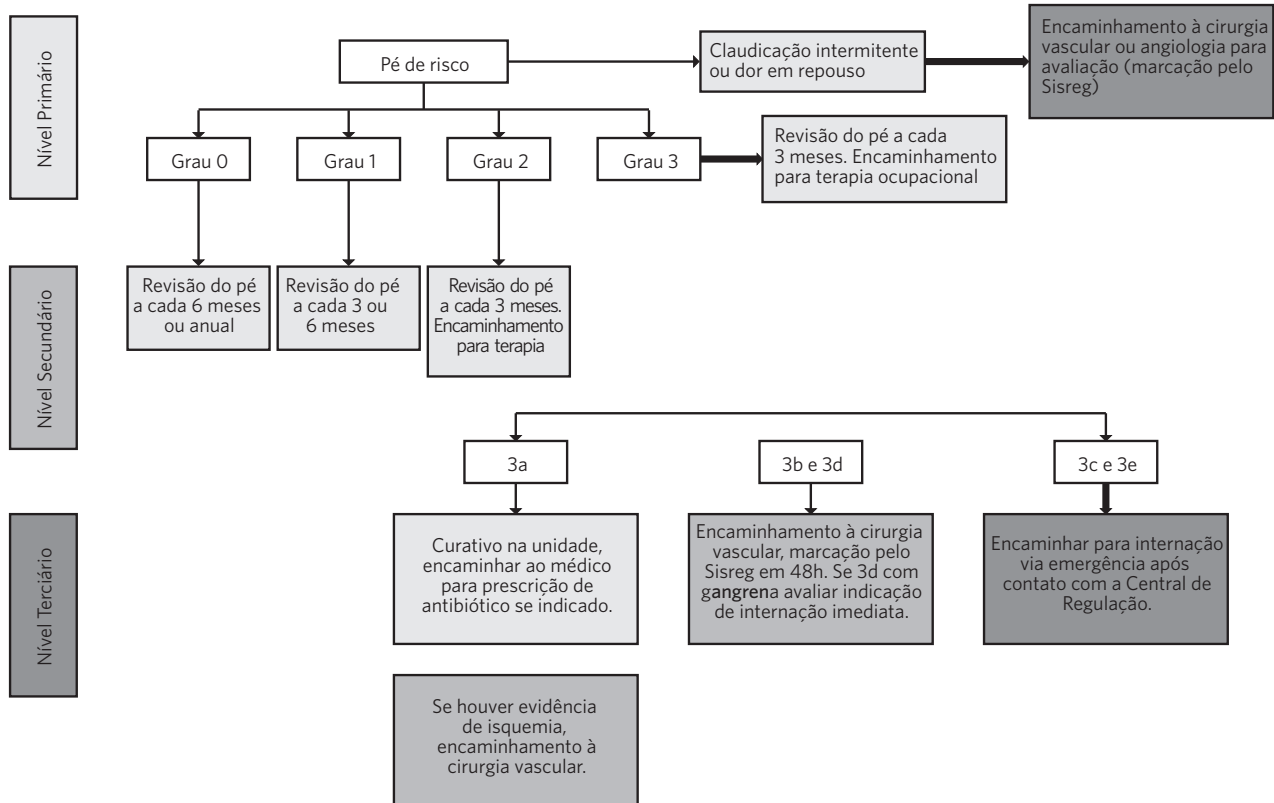 Nível Primário
Pé de risco
Claudicação intermitente
ou dor em repouso
Encaminhamento à cirurgia
vascular ou angiologia para
avaliação (marcação pelo
Sisreg)
Grau 0
Grau 1
Grau 2
Grau 3
Revisão do pé a cada
3 meses. Encaminhamento
para terapia ocupacional
Nível Secundário
Revisão do pé
a cada 6 meses
ou anual
Revisão do pé
a cada 3 ou
6 meses
Revisão do pé
a cada 3 meses.
Encaminhamento
para terapia
3a
3b e 3d
3c e 3e
Nível Terciário
Curativo na unidade,
encaminhar ao médico
para prescrição de
antibiótico se indicado.
Encaminhamento à cirurgia
vascular, marcação pelo
Sisreg em 48h. Se 3d com
gangrena avaliar indicação
de internação imediata.
Encaminhar para internação
via emergência após
contato com a Central de
Regulação.
Se houver evidência
de isquemia,
encaminhamento à
cirurgia vascular.